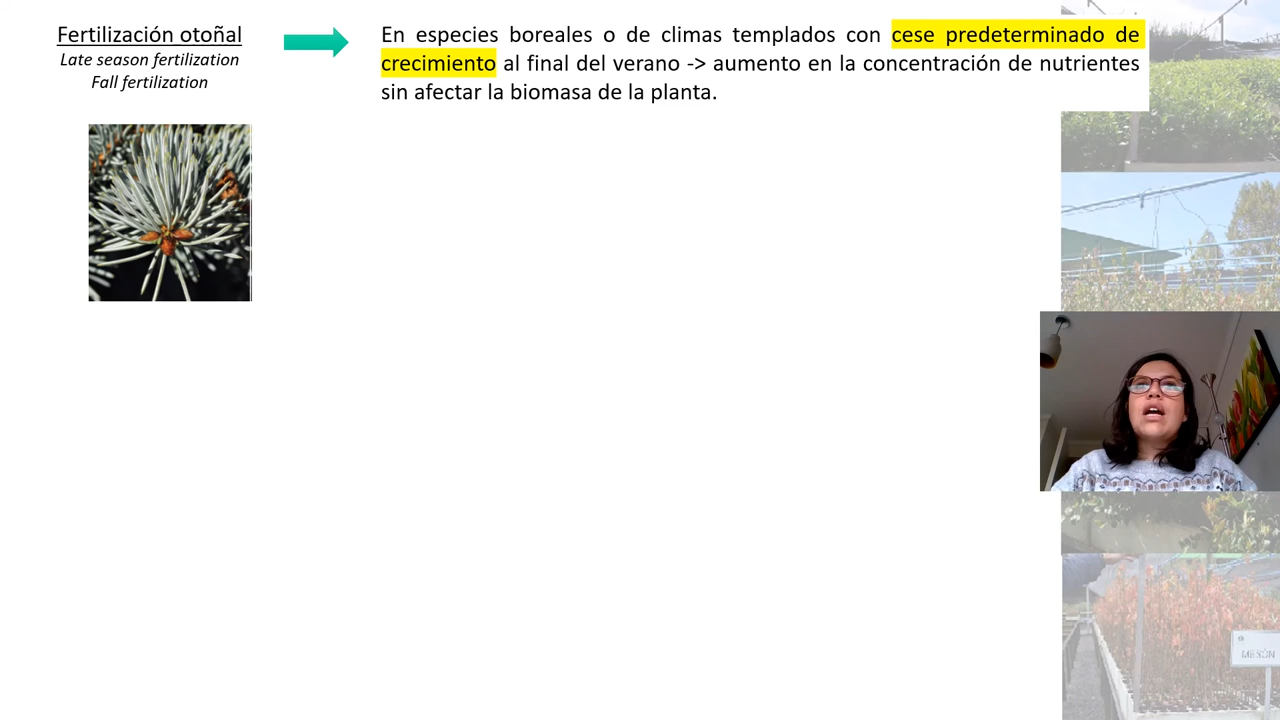 Fertilización otoñal
Late season fertilization
Fall fertilization
En especies boreales o de climas templados con cese predeterminado de
crecimiento al final del verano -> aumento en la concentración de nutrientes
sin afectar la biomasa de la planta.
MESÓN